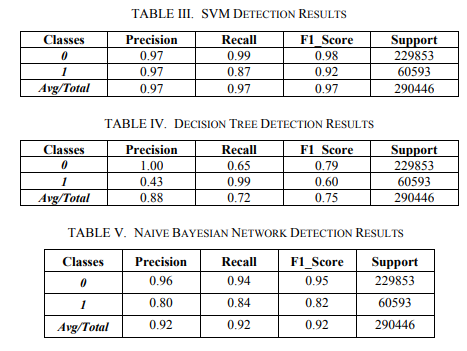 TABLE III. SVM DETECTION RESULTS
Classes Precision Recall F1_Score Support
0 0.97 0.99 0.98 229853
1 0.97 0.87 0.92 60593
Avg/Total 0.97 0.97 0.97 290446
TABLE IV. DECISION TREE DETECTION RESULTS
Classes Precision Recall F1_Score Support
0 1.00 0.65 0.79 229853
1 0.43 0.99 0.60 60593
Avg/Total 0.88 0.72 0.75 290446
TABLE V. NAIVE BAYESIAN NETWORK DETECTION RESULTS
Classes Precision Recall F1_Score Support
0 0.96 0.94 0.95 229853
1 0.80 0.84 0.82 60593
Avg/Total 0.92 0.92 0.92 290446